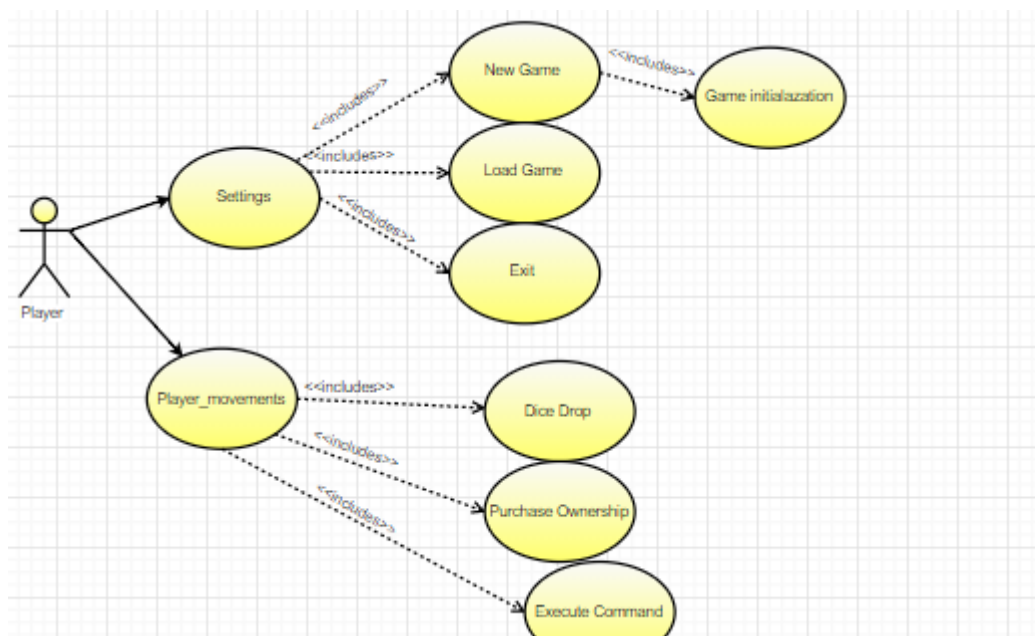 New Game
<<includes>>
Game initialazation
<<includes>>
<<includes>>
Load Game
Settings
<<includes>>
Exit
Player
<<includes>>
Player_movements
Dice Drop
<<includes>>
<<includes>>
Purchase Ownership
Execute Command